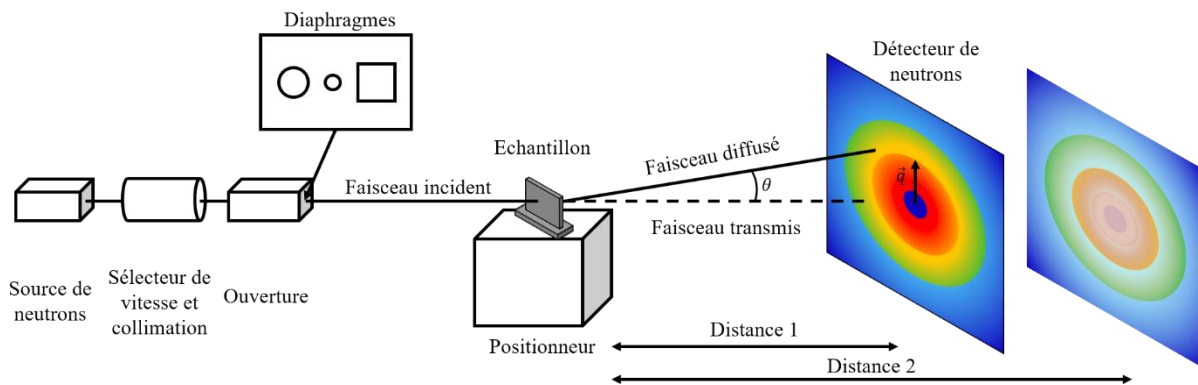 Diaphragmes
Détecteur de
neutrons
Echantillon
Faisceau diffusé
Faisceau incident
θ
q⃗
Faisceau transmis
Source de
neutrons
Sélecteur de
vitesse et
collimation
Ouverture
Positionneur
Distance 1
Distance 2